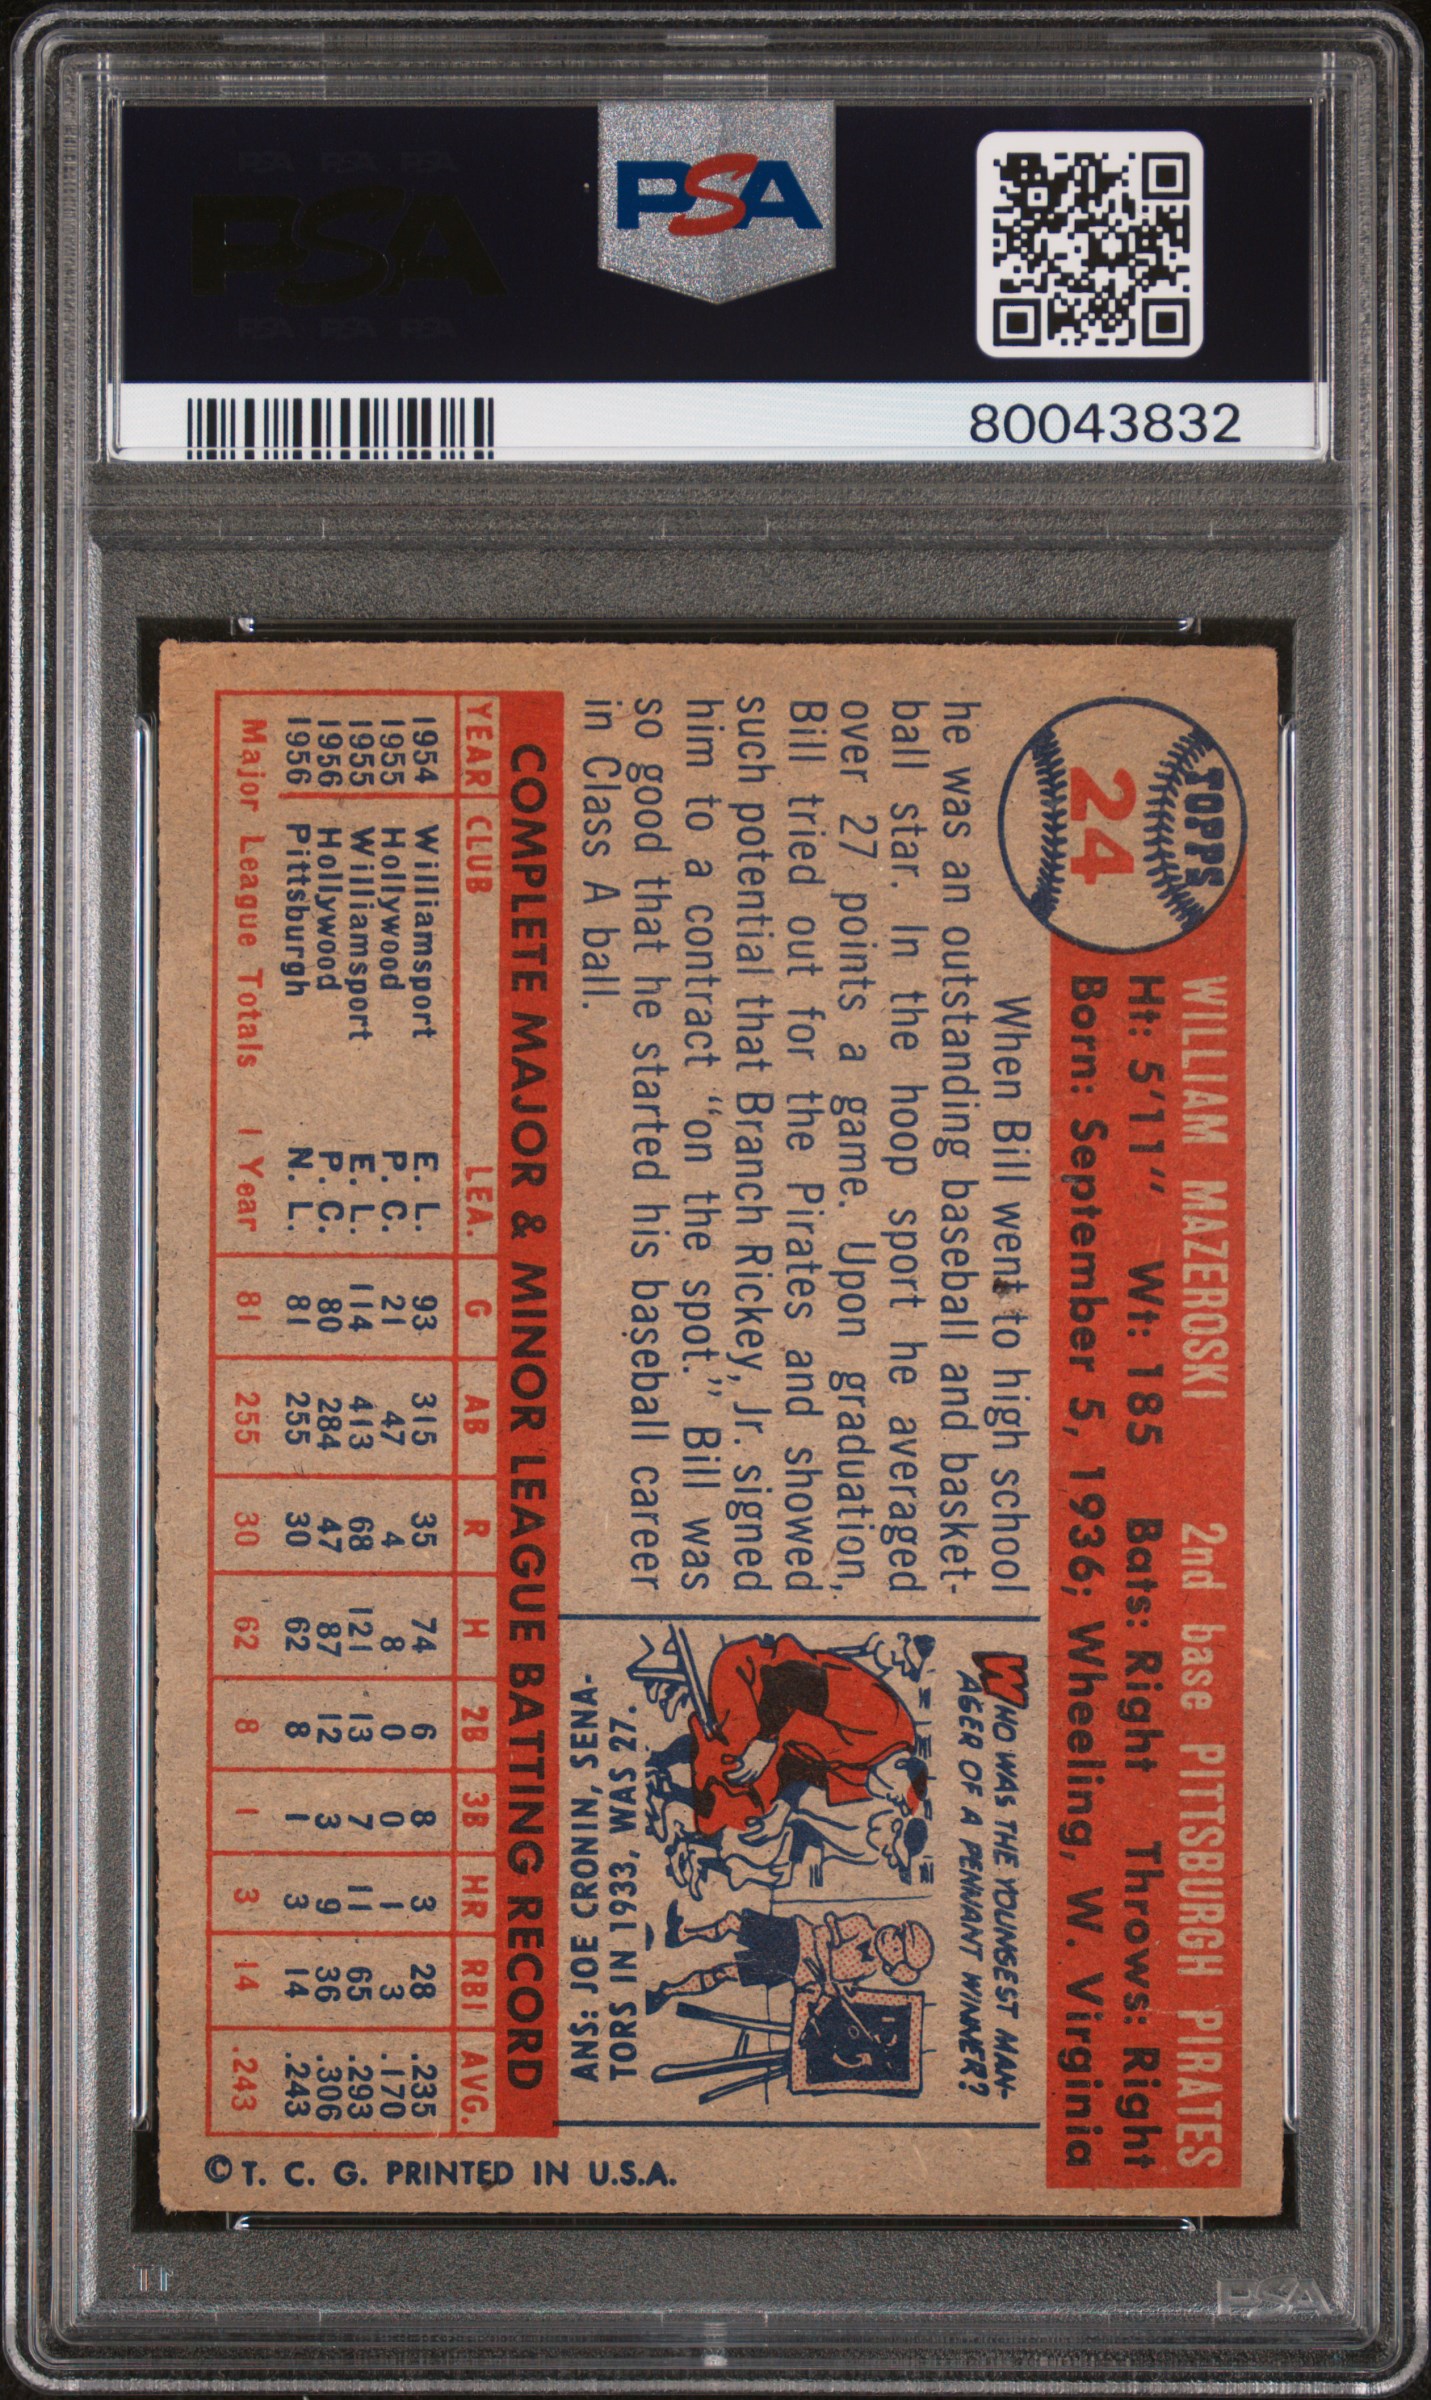 PSA
PSA PSA PSA
PSA
PSA PSA PSA
80043832
TOPPS
24
WILLIAM MAZEROSKI 2nd base PITTSBURGH PIRATES
Ht: 5'11" Wt: 185 Bats: Right Throws: Right
Born: September 5, 1936; Wheeling, W. Virginia
When Bill went to high school
he was an outstanding baseball and basket-
ball star. In the hoop sport he averaged
over 27 points a game. Upon graduation,
Bill tried out for the Pirates and showed
such potential that Branch Rickey, Jr. signed
him to a contract "on the spot." Bill was
so good that he started his baseball career
in Class A ball.
WHO WAS THE YOUNGEST MAN-
AGER OF A PENNANT WINNER?
ANS: JOE CRONIN, SENA-
TORS IN 1933, WAS 27.
COMPLETE MAJOR & MINOR LEAGUE BATTING RECORD
YEAR CLUB LEA. G AB R H 2B 3B HR RBI AVG.
1954 Williamsport E. L. 93 315 35 74 6 8 3 28 .235
1955 Hollywood P. C. 21 47 4 8 0 0 1 3 .170
1955 Williamsport E. L. 114 413 68 121 13 7 11 65 .293
1956 Hollywood P. C. 80 284 47 87 12 3 9 36 .306
1956 Pittsburgh N. L. 81 255 30 62 8 1 3 14 .243
Major League Totals 1 Year 81 255 30 62 8 1 3 14 .243
© T. C. G. PRINTED IN U.S.A.
PSA